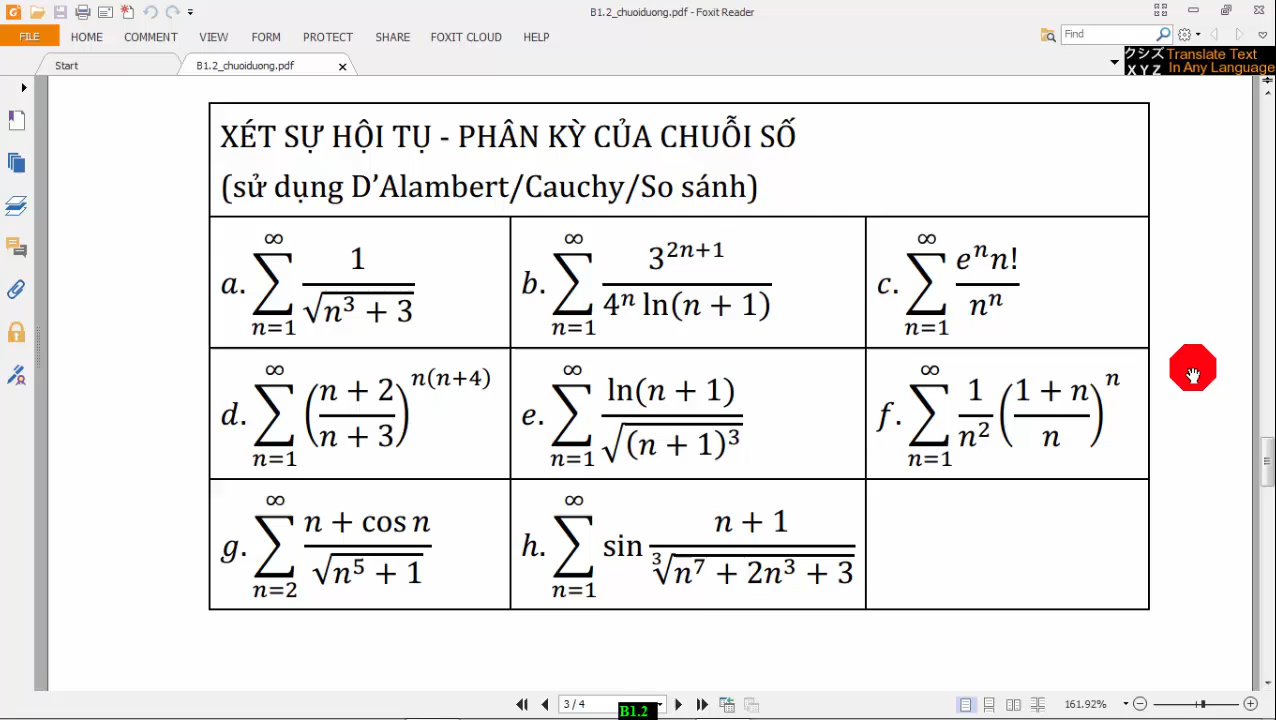 B1.2_chuoiduong.pdf - Foxit Reader
FILE HOME COMMENT VIEW FORM PROTECT SHARE FOXIT CLOUD HELP Find
Start B1.2_chuoiduong.pdf
クシズ Translate Text
XYZ In Any Language
XÉT SỰ HỘI TỤ - PHÂN KỲ CỦA CHUỖI SỐ
(sử dụng D’Alambert/Cauchy/So sánh)
a. ∑_{n=1}^{∞} 1/√(n³ + 3)
b. ∑_{n=1}^{∞} 3^{2n+1}/(4ⁿ ln(n + 1))
c. ∑_{n=1}^{∞} eⁿn!/nⁿ
d. ∑_{n=1}^{∞} ((n + 2)/(n + 3))^{n(n+4)}
e. ∑_{n=1}^{∞} ln(n + 1)/√((n + 1)³)
f. ∑_{n=1}^{∞} 1/n² ((1 + n)/n)ⁿ
g. ∑_{n=2}^{∞} (n + cos n)/√(n⁵ + 1)
h. ∑_{n=1}^{∞} sin (n + 1)/∛(n⁷ + 2n³ + 3)
3 / 4 161.92%
B1.2